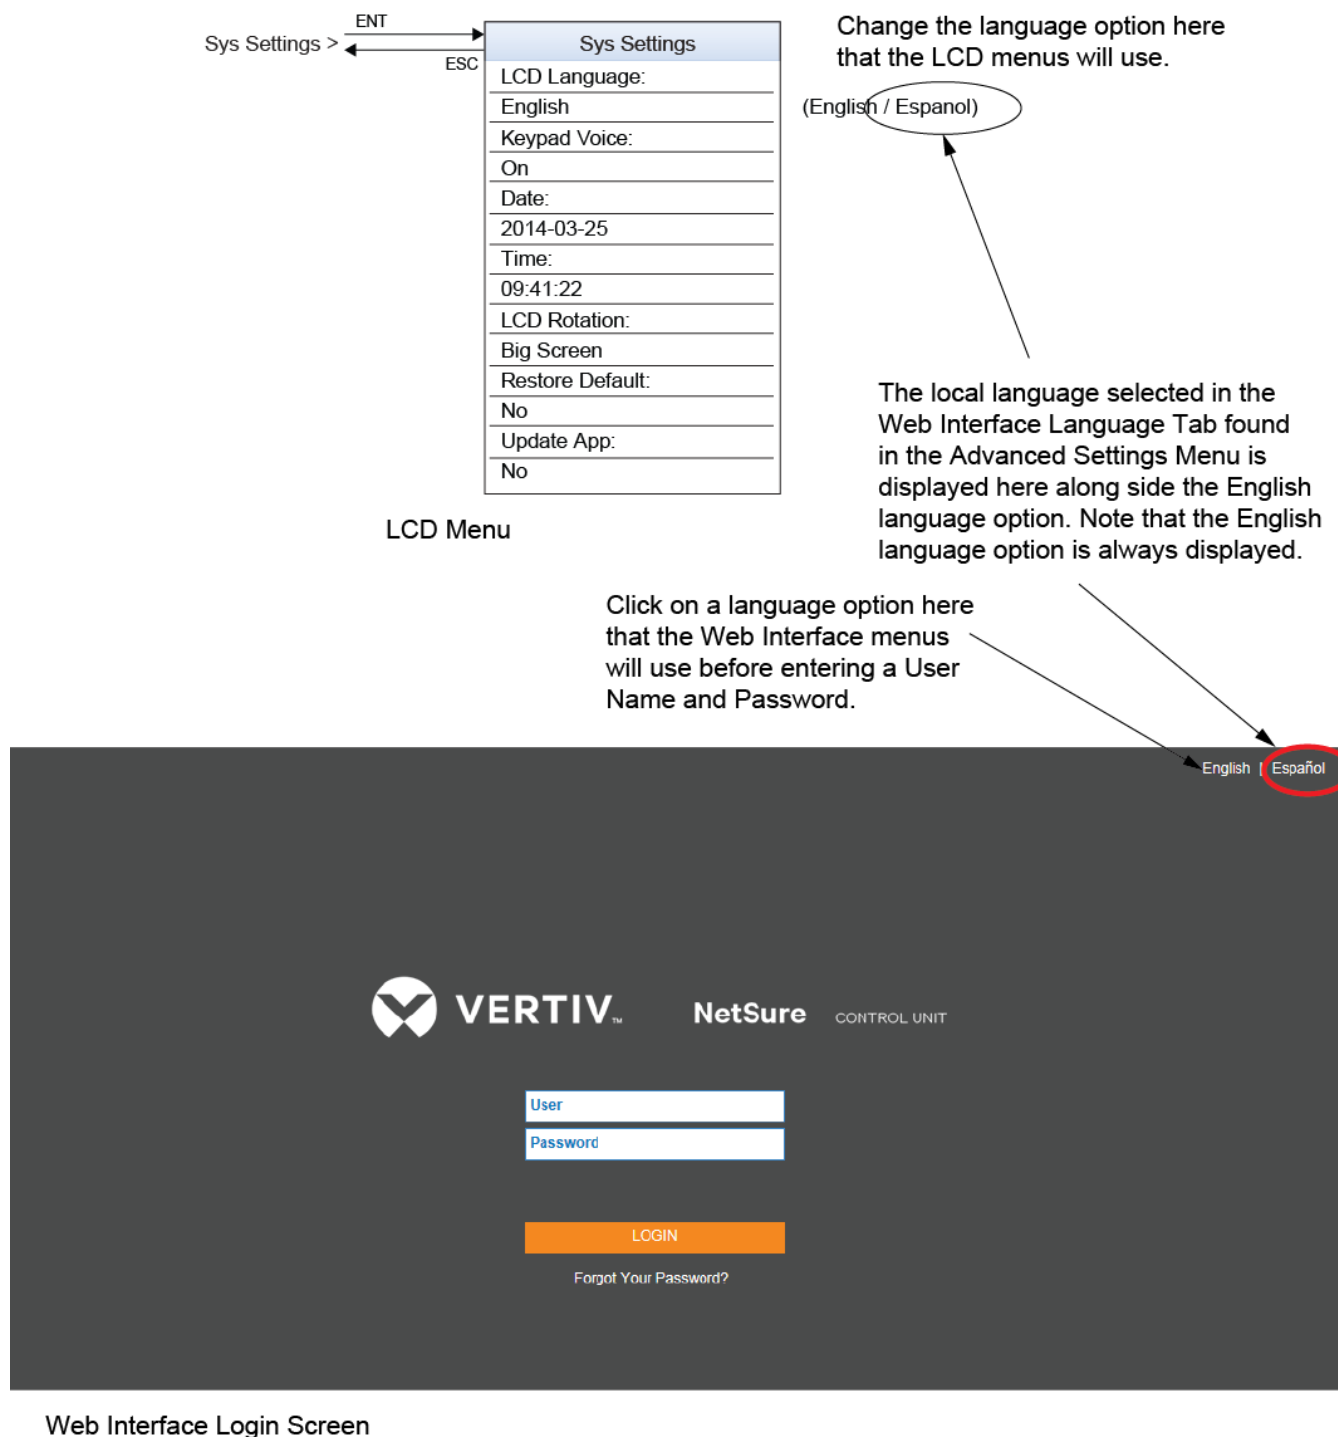 Sys Settings >
ENT
ESC
Sys Settings
LCD Language:
English
Keypad Voice:
On
Date:
2014-03-25
Time:
09:41:22
LCD Rotation:
Big Screen
Restore Default:
No
Update App:
No
LCD Menu
Change the language option here
that the LCD menus will use.
(English / Espanol)
The local language selected in the
Web Interface Language Tab found
in the Advanced Settings Menu is
displayed here along side the English
language option. Note that the English
language option is always displayed.
Click on a language option here
that the Web Interface menus
will use before entering a User
Name and Password.
English | Español
VERTIV™ NetSure CONTROL UNIT
User
Password
LOGIN
Forgot Your Password?
Web Interface Login Screen